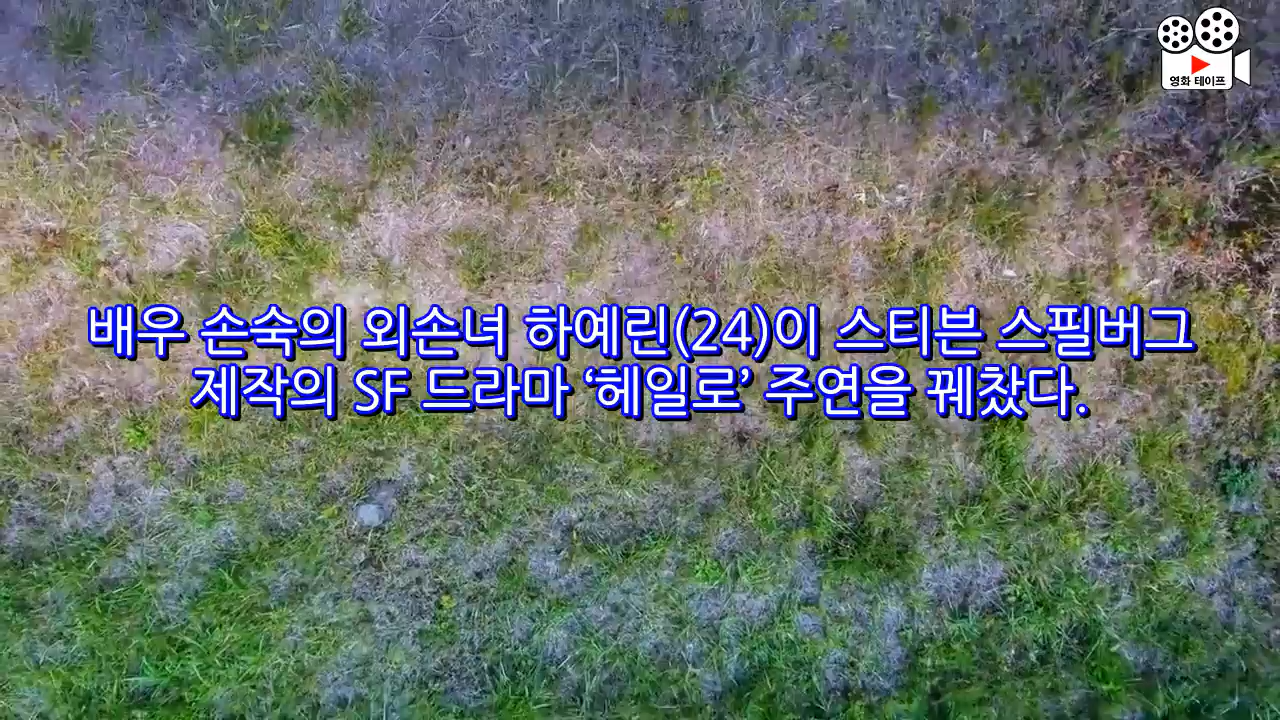 영화 테이프
배우 손숙의 외손녀 하예린(24)이 스티븐 스필버그
제작의 SF 드라마 ‘헤일로’ 주연을 꿰찼다.